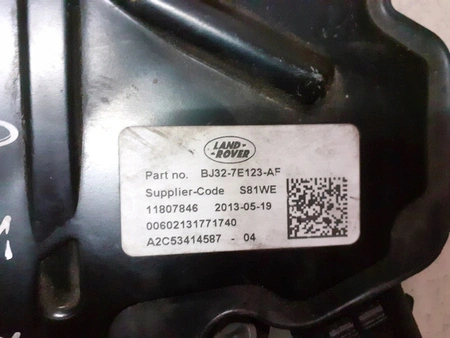 LAND-
ROVER
Part no. BJ32-7E123-AF
Supplier-Code S81WE
11807846 2013-05-19
00602131771740
A2C53414587 - 04